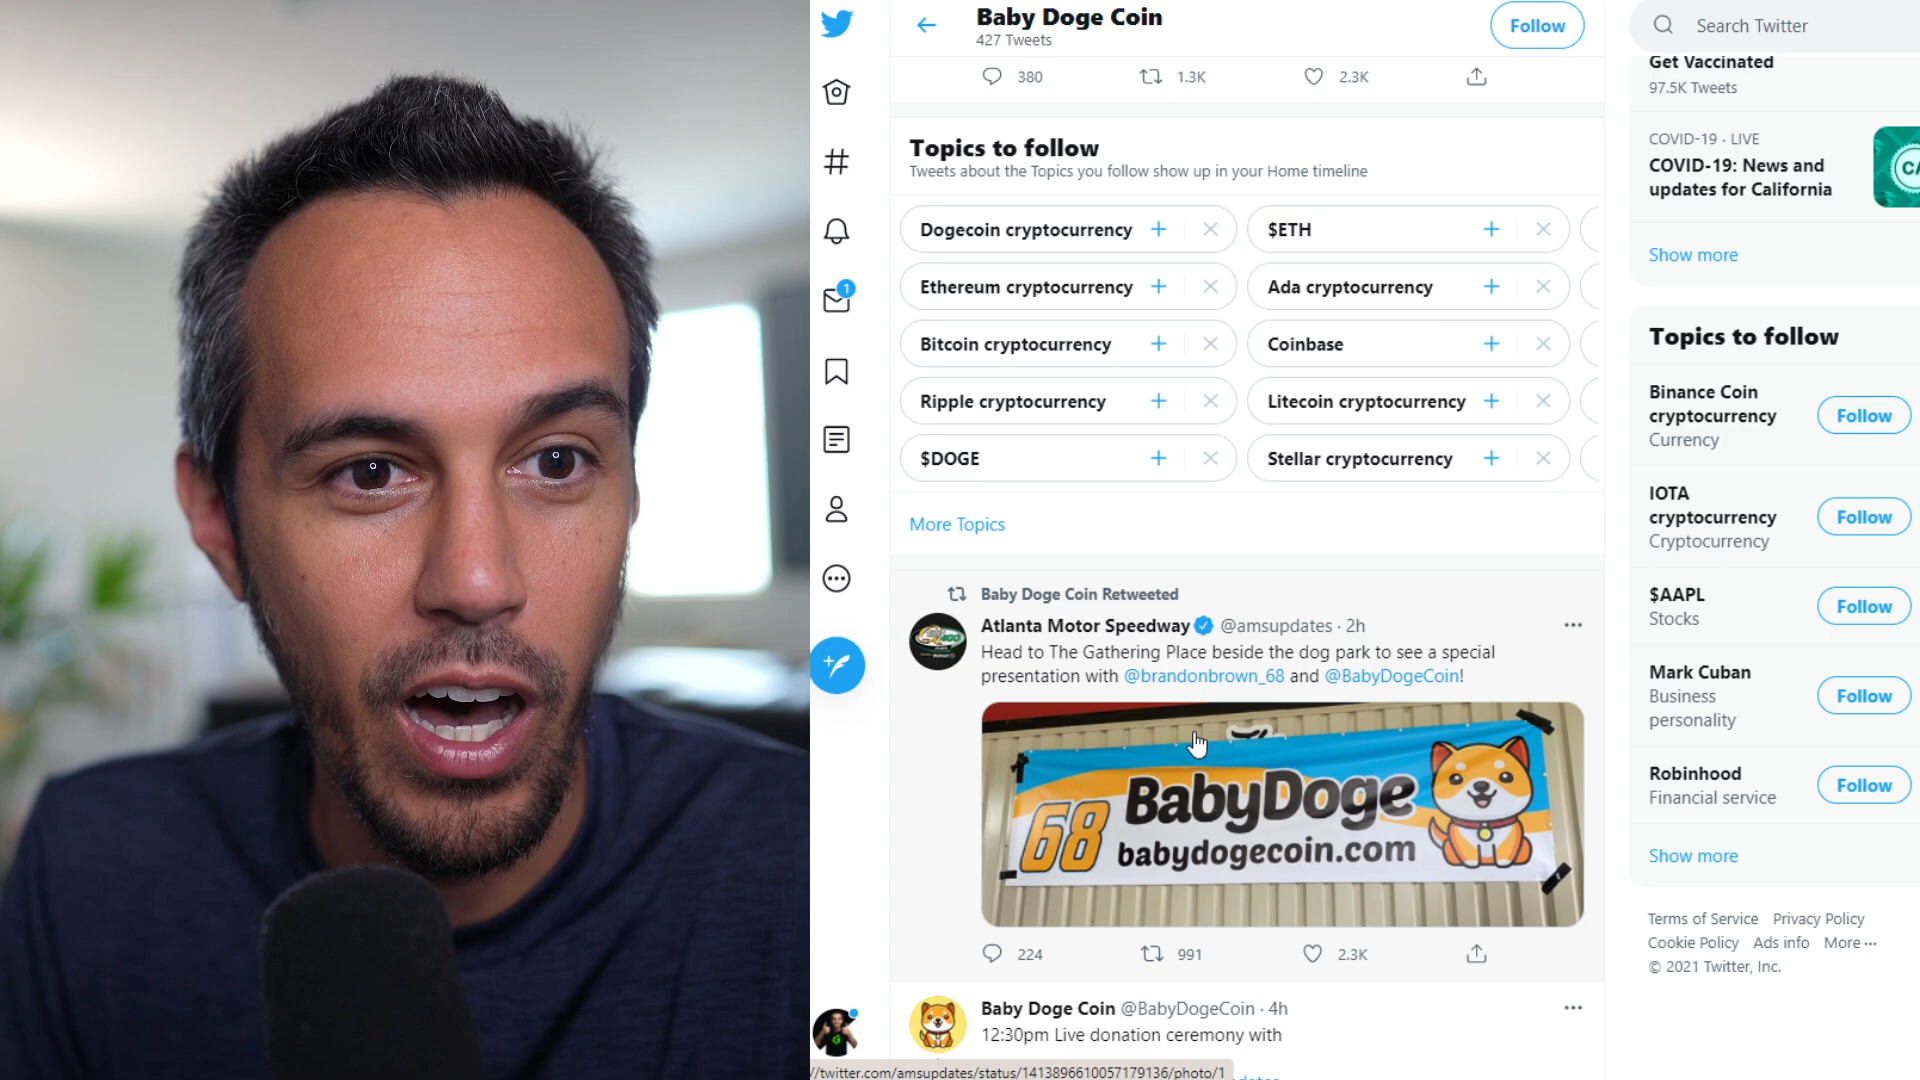 Baby Doge Coin
427 Tweets
Follow
Search Twitter
380
1.3K
2.3K
Get Vaccinated
97.5K Tweets
COVID-19 · LIVE
COVID-19: News and
updates for California
Show more
Topics to follow
Tweets about the Topics you follow show up in your Home timeline
Dogecoin cryptocurrency
$ETH
Ethereum cryptocurrency
Ada cryptocurrency
Bitcoin cryptocurrency
Coinbase
Ripple cryptocurrency
Litecoin cryptocurrency
$DOGE
Stellar cryptocurrency
More Topics
1
Baby Doge Coin Retweeted
Atlanta Motor Speedway @amsupdates · 2h
Head to The Gathering Place beside the dog park to see a special
presentation with @brandonbrown_68 and @BabyDogeCoin!
68 BabyDoge
babydogecoin.com
224
991
2.3K
Baby Doge Coin @BabyDogeCoin · 4h
12:30pm Live donation ceremony with
/twitter.com/amsupdates/status/1413896610057179136/photo/1
Topics to follow
Binance Coin
cryptocurrency
Currency
Follow
IOTA
cryptocurrency
Cryptocurrency
Follow
$AAPL
Stocks
Follow
Mark Cuban
Business
personality
Follow
Robinhood
Financial service
Follow
Show more
Terms of Service Privacy Policy
Cookie Policy Ads info More ···
© 2021 Twitter, Inc.